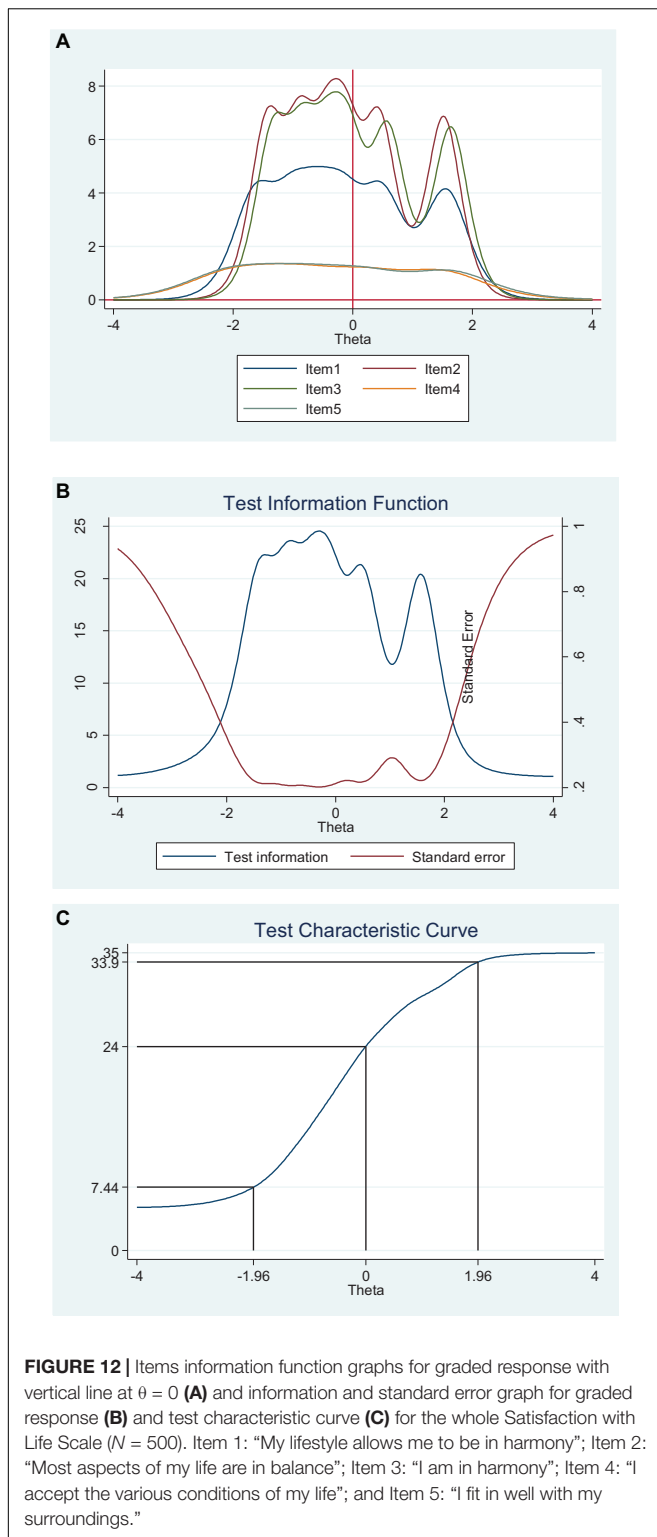 A
8
6
4
2
0
-4 -2 0 2 4
Theta
Item1 Item2
Item3 Item4
Item5
B
Test Information Function
25
20
15
10
5
0
1
.8
.6
.4
.2
Standard Error
-4 -2 0 2 4
Theta
Test information Standard error
C
Test Characteristic Curve
35
33.9
24
7.44
0
-4 -1.96 0 1.96 4
Theta
FIGURE 12 | Items information function graphs for graded response with
vertical line at θ = 0 (A) and information and standard error graph for graded
response (B) and test characteristic curve (C) for the whole Satisfaction with
Life Scale (N = 500). Item 1: “My lifestyle allows me to be in harmony”; Item 2:
“Most aspects of my life are in balance”; Item 3: “I am in harmony”; Item 4: “I
accept the various conditions of my life”; and Item 5: “I fit in well with my
surroundings.”